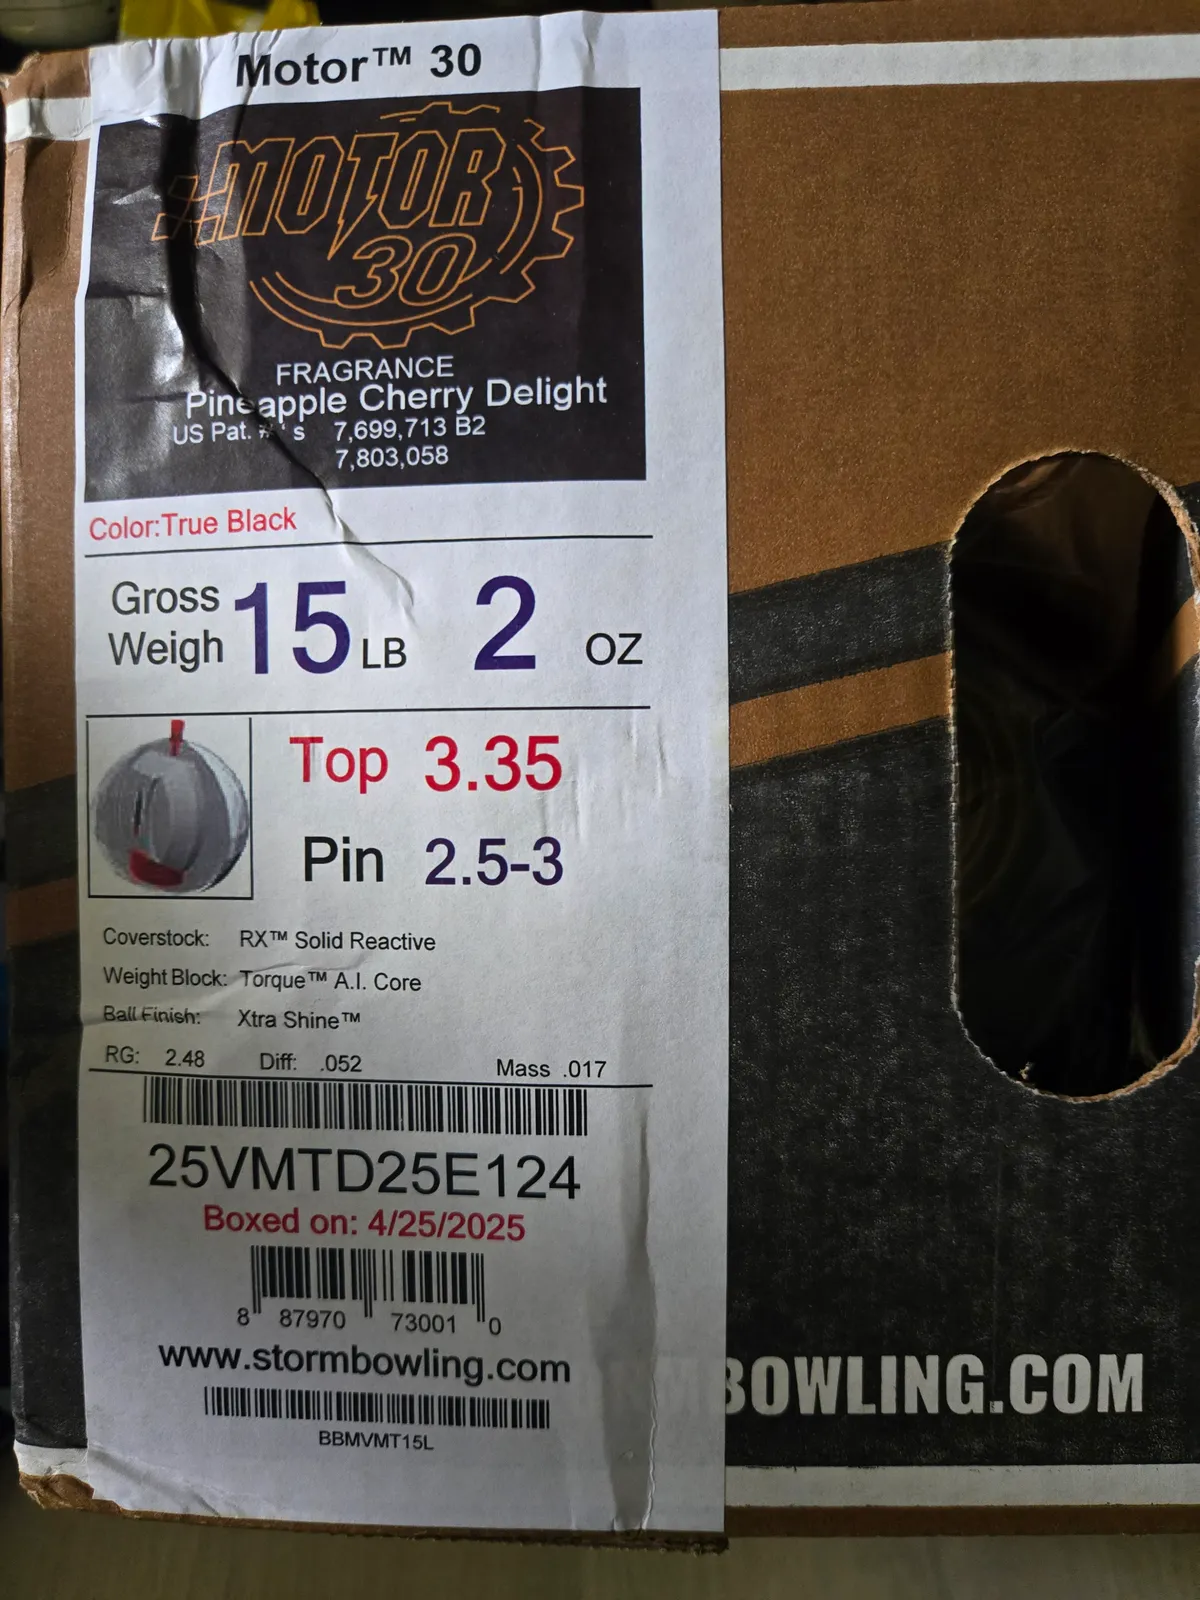 Motor™ 30
MOTOR
30
FRAGRANCE
Pineapple Cherry Delight
US Pat. #'s 7,699,713 B2
7,803,058
Color:True Black
Gross
Weigh 15 LB 2 OZ
Top 3.35
Pin 2.5-3
Coverstock: RX™ Solid Reactive
Weight Block: Torque™ A.I. Core
Ball Finish: Xtra Shine™
RG: 2.48 Diff: .052 Mass .017
25VMTD25E124
Boxed on: 4/25/2025
8 87970 73001 0
www.stormbowling.com
BBMVMT15L
BOWLING.COM